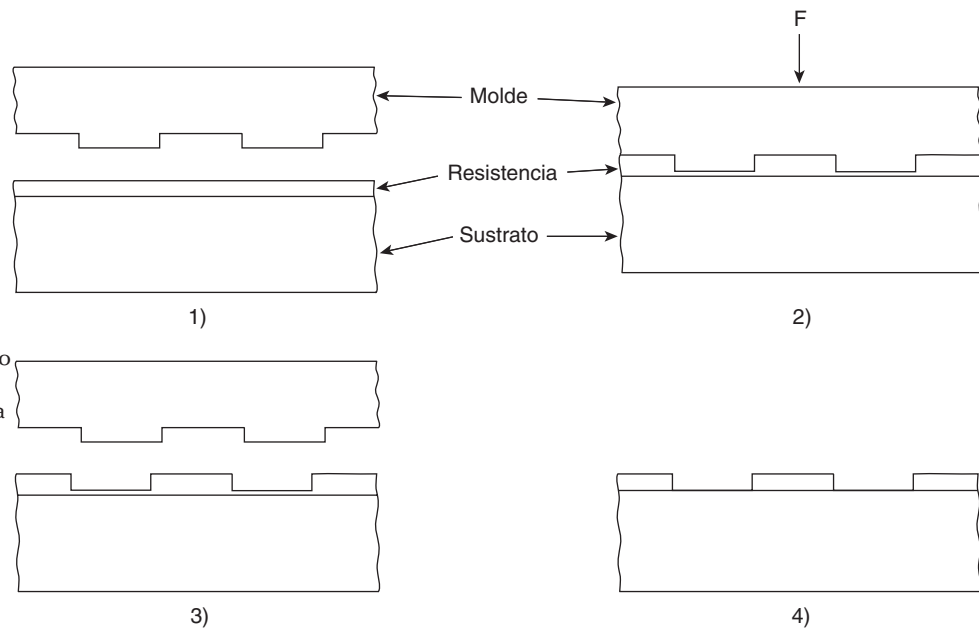 F
Molde
Resistencia
Sustrato
1)
2)
o
a
3)
4)